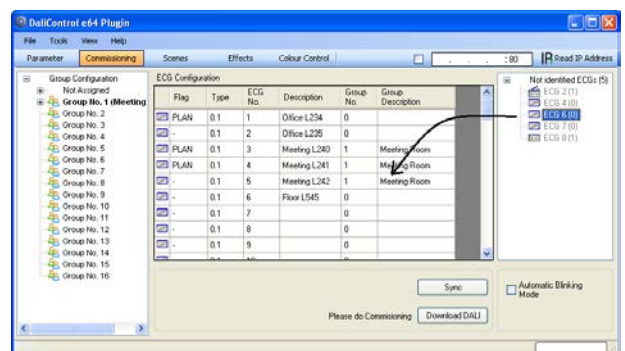 DaliControl e64 Plugin
File Tools View Help
Parameter Commissioning Scenes Effects Colour Control . . . :80 Read IP Address
Group Configuration
Not Assigned
Group No. 1 (Meeting
Group No. 2
Group No. 3
Group No. 4
Group No. 5
Group No. 6
Group No. 7
Group No. 8
Group No. 9
Group No. 10
Group No. 11
Group No. 12
Group No. 13
Group No. 14
Group No. 15
Group No. 16
ECG Configuration
Flag Type ECG No. Description Group No. Group Description
PLAN 0.1 1 Office L234 0
- 0.1 2 Office L235 0
PLAN 0.1 3 Meeting L240 1 Meeting Room
PLAN 0.1 4 Meeting L241 1 Meeting Room
- 0.1 5 Meeting L242 1 Meeting Room
- 0.1 6 Floor L545 0
- 0.1 7 0
- 0.1 8 0
- 0.1 9 0
Sync
Please do Commisioning Download DALI
Not identified ECGs (5)
ECG 2(1)
ECG 4(0)
ECG 6(0)
ECG 7(0)
ECG 9(1)
Automatic Blinking
Mode